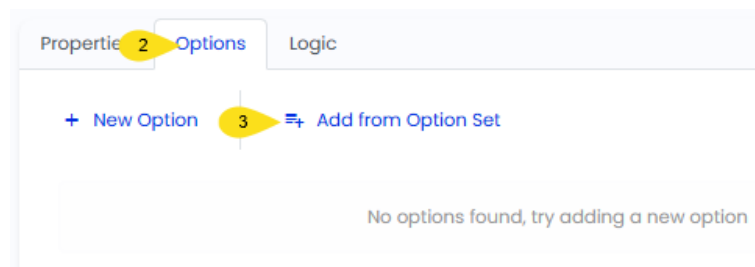 Propertie 2 Options Logic
+ New Option 3 Add from Option Set
No options found, try adding a new option